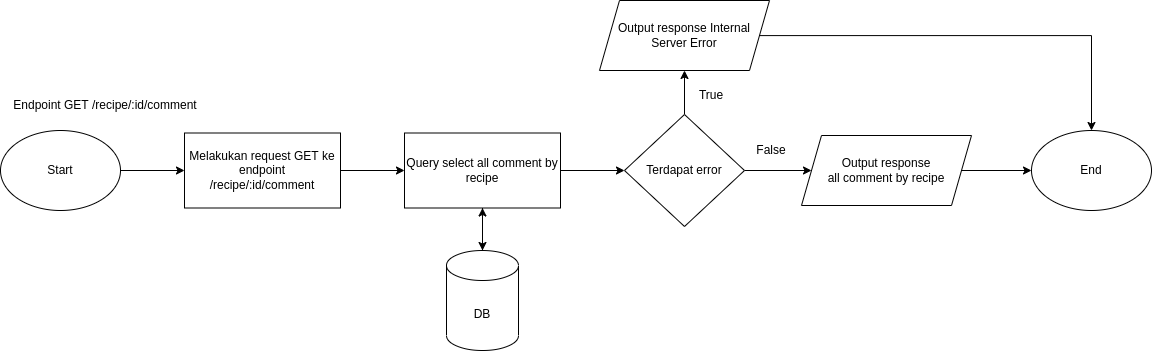 Endpoint GET /recipe/:id/comment
Start
Melakukan request GET ke
endpoint
/recipe/:id/comment
Query select all comment by
recipe
DB
Terdapat error
True
Output response Internal
Server Error
False
Output response
all comment by recipe
End